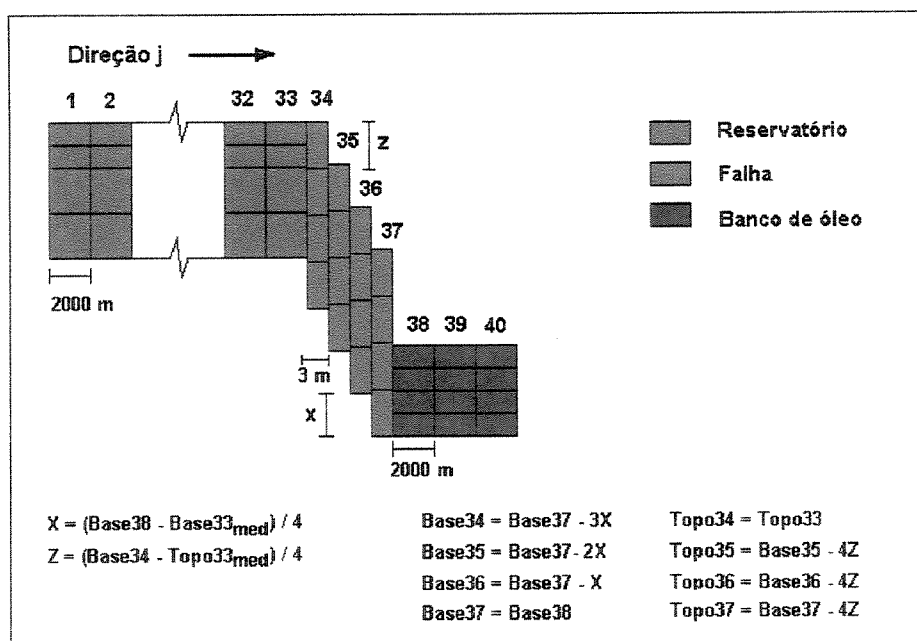 Direção j
1 2 32 33 34
35 z
36
37
Reservatório
Falha
Banco de óleo
2000 m
38 39 40
3 m
X
2000 m
X = (Base38 - Base33med) / 4
Z = (Base34 - Topo33med) / 4
Base34 = Base37 - 3X
Base35 = Base37 - 2X
Base36 = Base37 - X
Base37 = Base38
Topo34 = Topo33
Topo35 = Base35 - 4Z
Topo36 = Base36 - 4Z
Topo37 = Base37 - 4Z